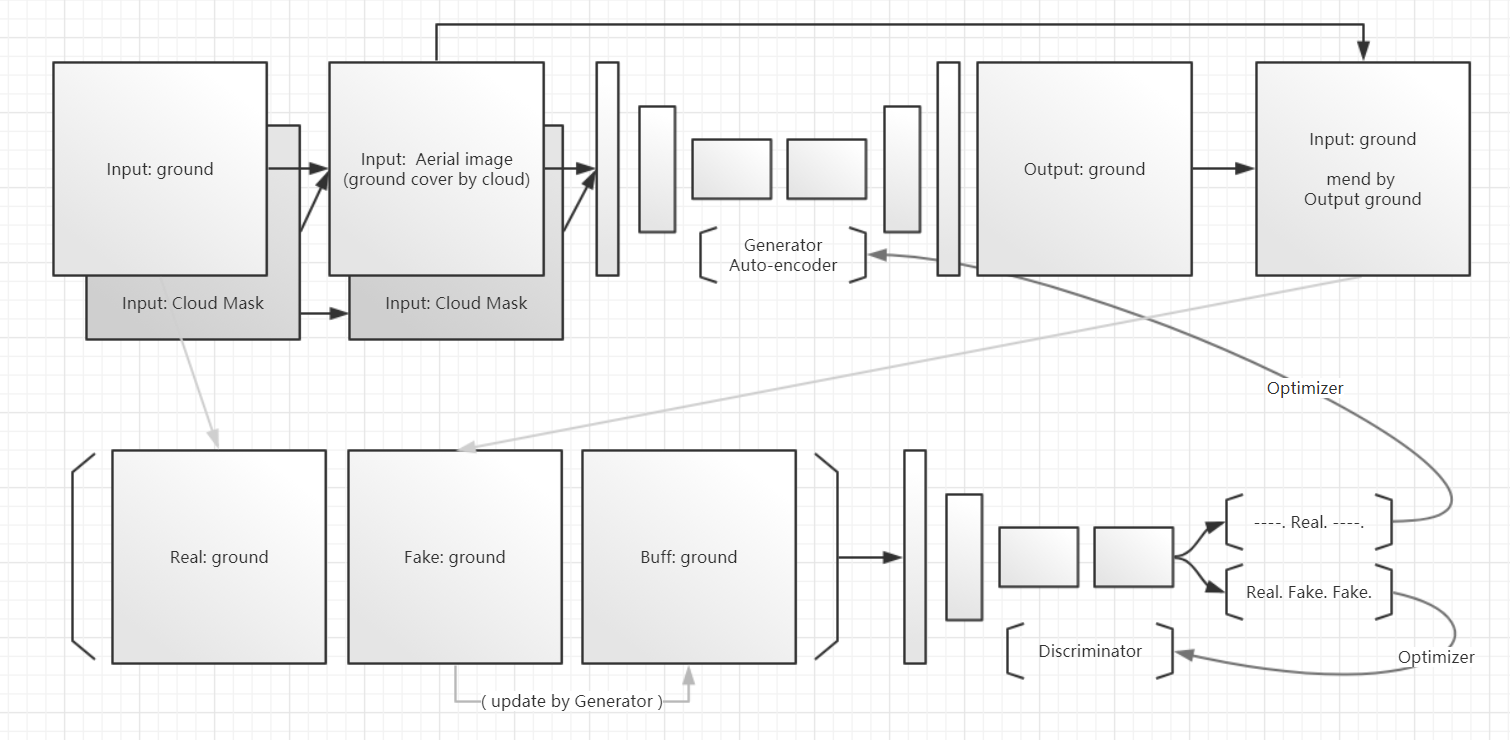 Input: ground
Input: Aerial image
(ground cover by cloud)
Output: ground
Input: ground
mend by
Output ground
Generator
Auto-encoder
Input: Cloud Mask
Input: Cloud Mask
Optimizer
Real: ground
Fake: ground
Buff: ground
----. Real. ----.
Real. Fake. Fake.
Discriminator
Optimizer
( update by Generator )